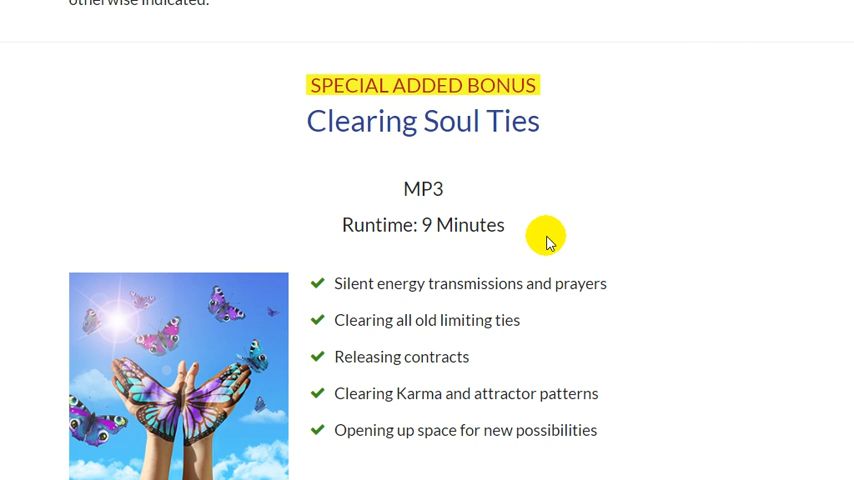 otherwise indicated.
SPECIAL ADDED BONUS
Clearing Soul Ties
MP3
Runtime: 9 Minutes
Silent energy transmissions and prayers
Clearing all old limiting ties
Releasing contracts
Clearing Karma and attractor patterns
Opening up space for new possibilities